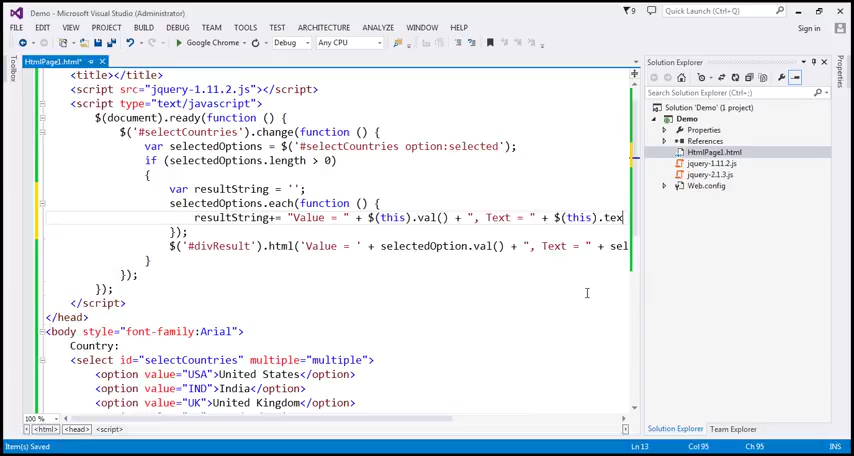 Demo - Microsoft Visual Studio (Administrator)
9
Quick Launch (Ctrl+Q)
FILE EDIT VIEW PROJECT BUILD DEBUG TEAM TOOLS TEST ARCHITECTURE ANALYZE WINDOW HELP
Sign in
Google Chrome Debug Any CPU
Toolbox
HtmlPage1.html*
<title></title>
<script src="jquery-1.11.2.js"></script>
<script type="text/javascript">
$(document).ready(function () {
$('#selectCountries').change(function () {
var selectedOptions = $('#selectCountries option:selected');
if (selectedOptions.length > 0)
{
var resultString = '';
selectedOptions.each(function () {
resultString+= "Value = " + $(this).val() + ", Text = " + $(this).tex
});
$('#divResult').html('Value = ' + selectedOption.val() + ", Text = " + sel
}
});
});
</script>
</head>
<body style="font-family:Arial">
Country:
<select id="selectCountries" multiple="multiple">
<option value="USA">United States</option>
<option value="IND">India</option>
<option value="UK">United Kingdom</option>
100 %
<html> <head> <script>
Solution Explorer
Search Solution Explorer (Ctrl+;)
Solution 'Demo' (1 project)
Demo
Properties
References
HtmlPage1.html
jquery-1.11.2.js
jquery-2.1.3.js
Web.config
Solution Explorer Team Explorer
Properties
Item(s) Saved Ln 13 Col 95 Ch 95 INS